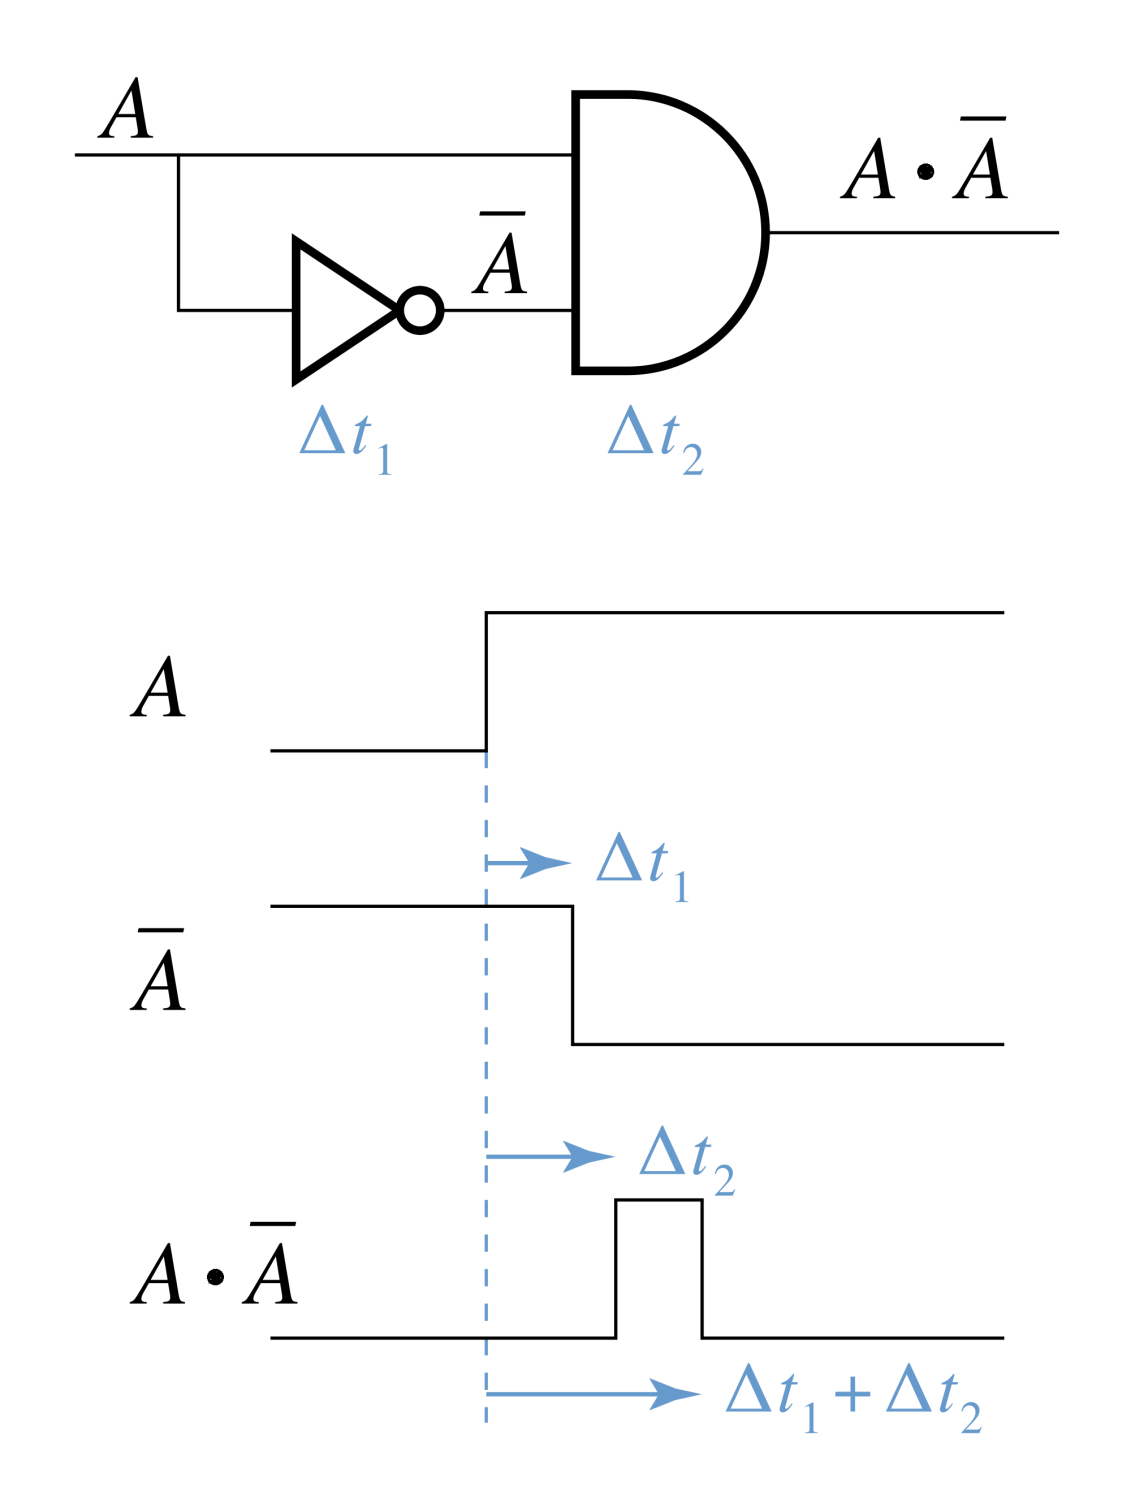 A
A • A̅
A̅
Δt₁ Δt₂
A
Δt₁
A̅
Δt₂
A • A̅
Δt₁ + Δt₂